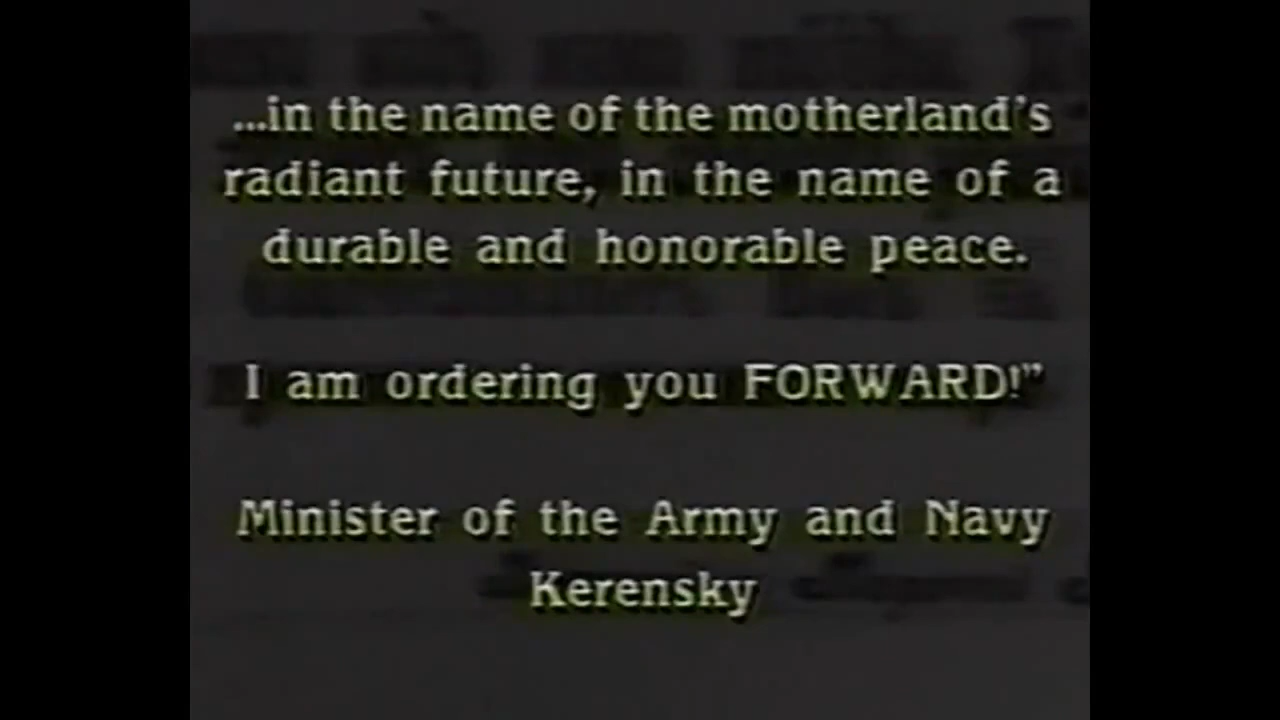 ...in the name of the motherland's
radiant future, in the name of a
durable and honorable peace.
I am ordering you FORWARD!”
Minister of the Army and Navy
Kerensky